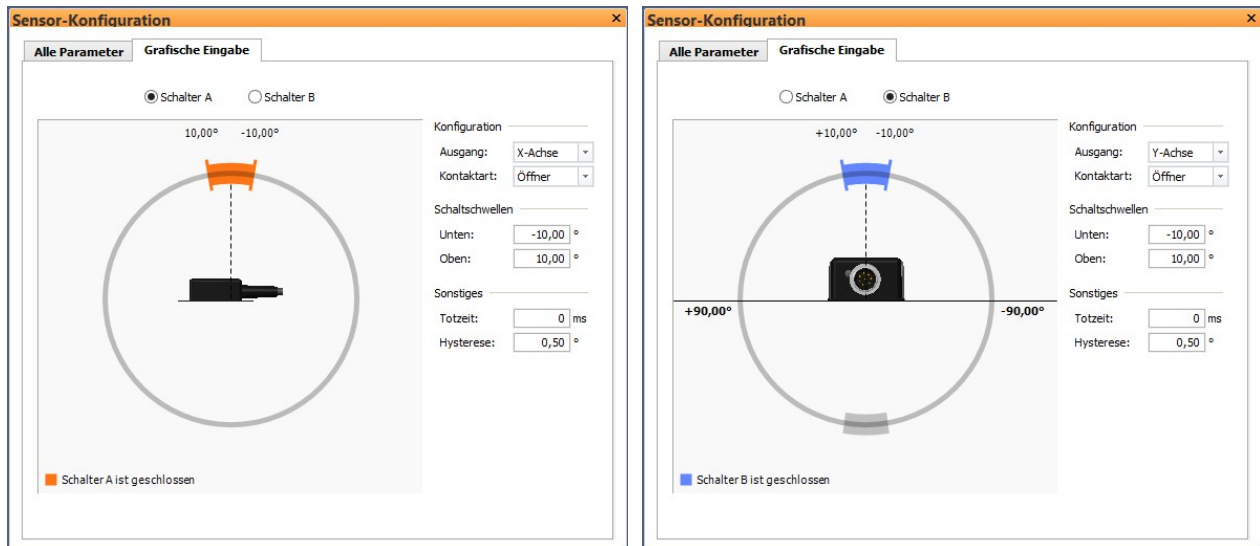 Sensor-Konfiguration ×
Alle Parameter Grafische Eingabe
Schalter A Schalter B
10,00° -10,00°
Konfiguration
Ausgang: X-Achse
Kontaktart: Öffner
Schaltschwellen
Unten: -10,00 °
Oben: 10,00 °
Sonstiges
Totzeit: 0 ms
Hysterese: 0,50 °
Schalter A ist geschlossen
Sensor-Konfiguration ×
Alle Parameter Grafische Eingabe
Schalter A Schalter B
+10,00° -10,00°
+90,00° -90,00°
Konfiguration
Ausgang: Y-Achse
Kontaktart: Öffner
Schaltschwellen
Unten: -10,00 °
Oben: 10,00 °
Sonstiges
Totzeit: 0 ms
Hysterese: 0,50 °
Schalter B ist geschlossen